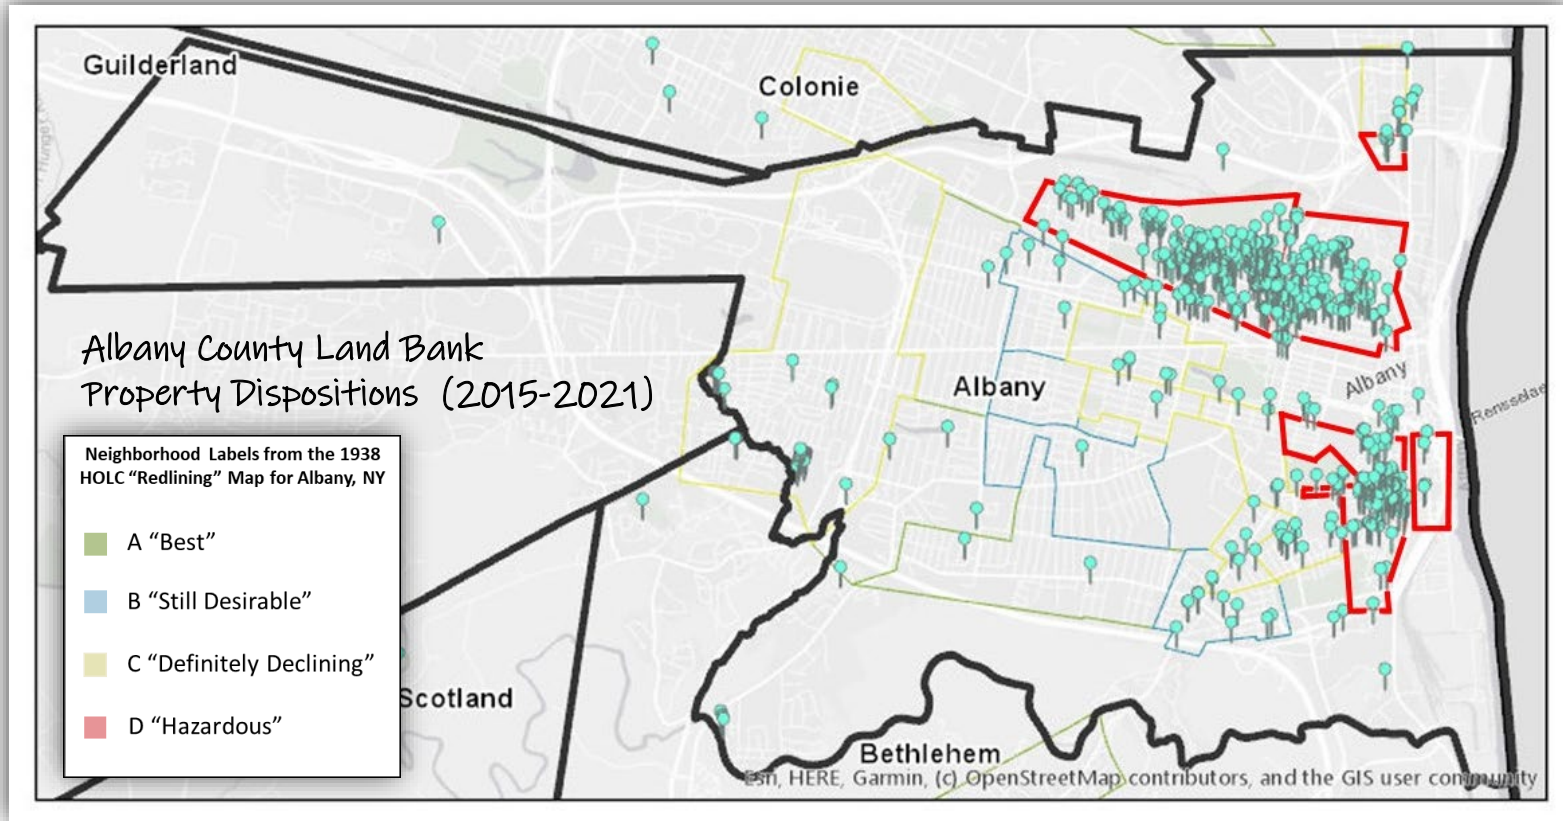 Guilderland
Colonie
Albany County Land Bank
Property Dispositions (2015-2021)
Albany
Albany
Rensselae
Neighborhood Labels from the 1938
HOLC “Redlining” Map for Albany, NY
A “Best”
B “Still Desirable”
C “Definitely Declining”
D “Hazardous”
Scotland
Bethlehem
Esri, HERE, Garmin, (c) OpenStreetMap contributors, and the GIS user community